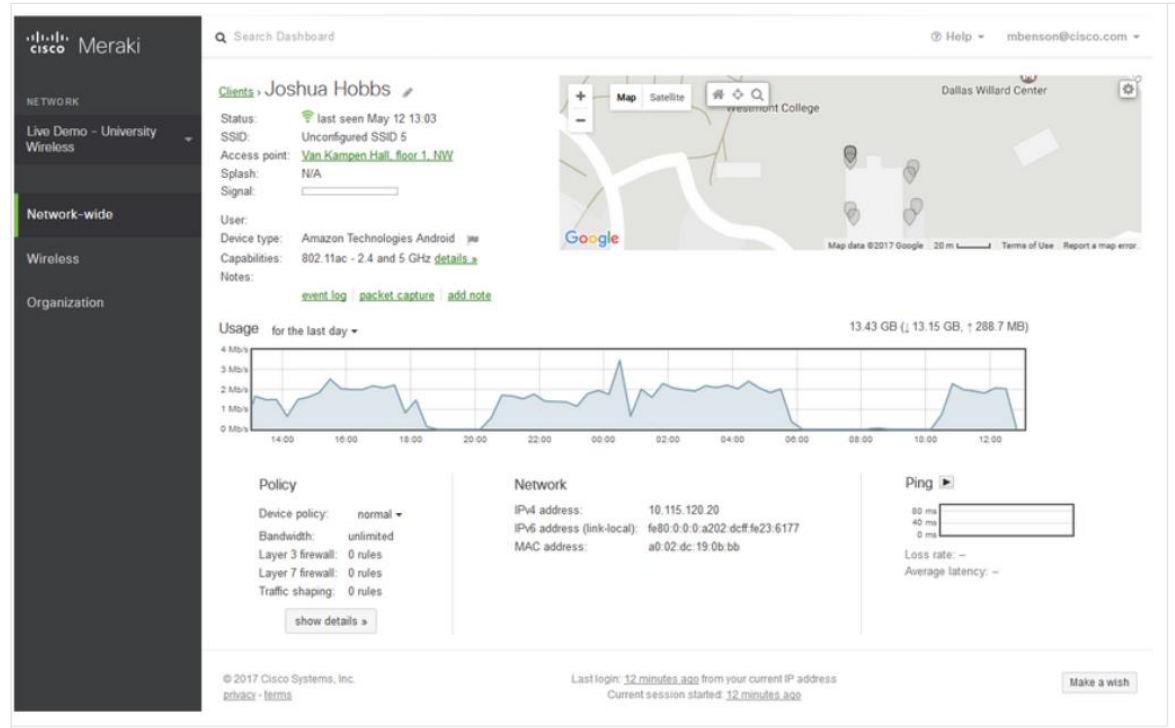 cisco Meraki
Search Dashboard
Help
mbenson@cisco.com
NETWORK
Live Demo - University
Wireless
Network-wide
Wireless
Organization
Clients › Joshua Hobbs
Status: last seen May 12 13:03
SSID: Unconfigured SSID 5
Access point: Van Kampen Hall, floor 1, NW
Splash: N/A
Signal:
User:
Device type: Amazon Technologies Android
Capabilities: 802.11ac - 2.4 and 5 GHz details »
Notes:
event log packet capture add note
+ Map Satellite
−
Westmont College
Dallas Willard Center
Google
Map data ©2017 Google 20 m Terms of Use Report a map error
Usage for the last day
13.43 GB (↓ 13.15 GB, ↑ 288.7 MB)
4 Mb/s
3 Mb/s
2 Mb/s
1 Mb/s
0 Mb/s
14:00 16:00 18:00 20:00 22:00 00:00 02:00 04:00 06:00 08:00 10:00 12:00
Policy
Device policy: normal
Bandwidth: unlimited
Layer 3 firewall: 0 rules
Layer 7 firewall: 0 rules
Traffic shaping: 0 rules
show details »
Network
IPv4 address: 10.115.120.20
IPv6 address (link-local): fe80:0:0:0:a202:dcff:fe23:6177
MAC address: a0:02:dc:19:0b:bb
Ping
80 ms
40 ms
0 ms
Loss rate: –
Average latency: –
© 2017 Cisco Systems, Inc.
privacy - terms
Last login: 12 minutes ago from your current IP address
Current session started: 12 minutes ago
Make a wish